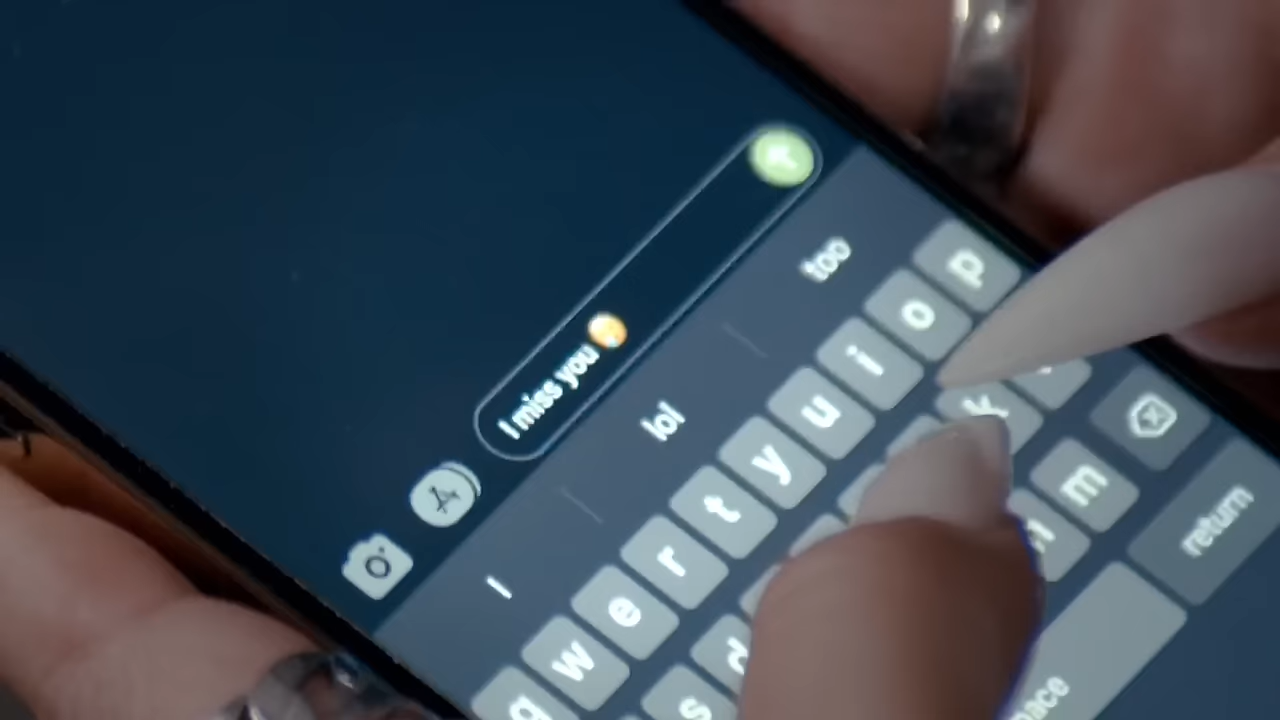 I miss you 😘
I lol too
q w e r t y u i o p
s d k
m
return